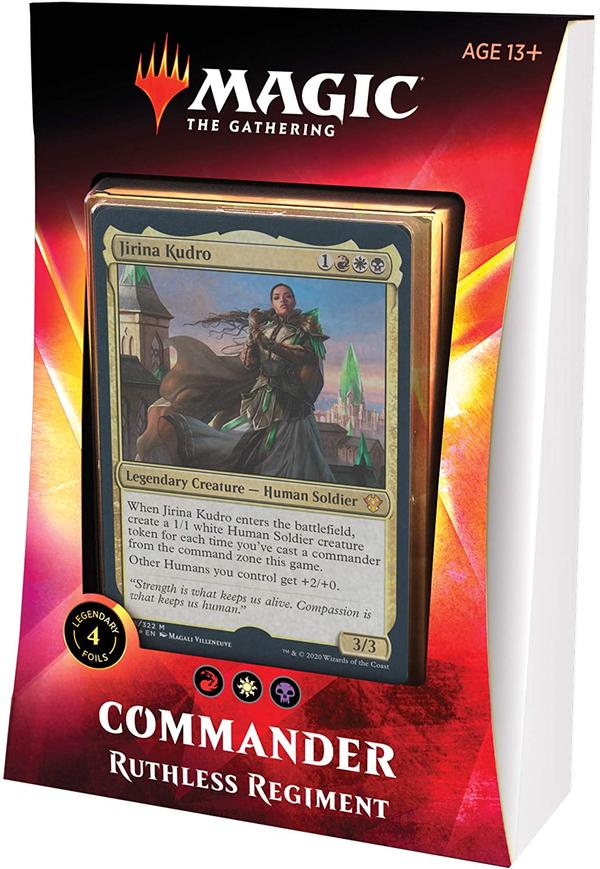 AGE 13+
MAGIC
THE GATHERING
Jirina Kudro
1
Legendary Creature — Human Soldier
When Jirina Kudro enters the battlefield,
create a 1/1 white Human Soldier creature
token for each time you've cast a commander
from the command zone this game.
Other Humans you control get +2/+0.
"Strength is what keeps us alive. Compassion is
what keeps us human."
/322 M
EN MAGALI VILLENEUVE
3/3
™ & © 2020 Wizards of the Coast
LEGENDARY
4
FOILS
COMMANDER
RUTHLESS REGIMENT